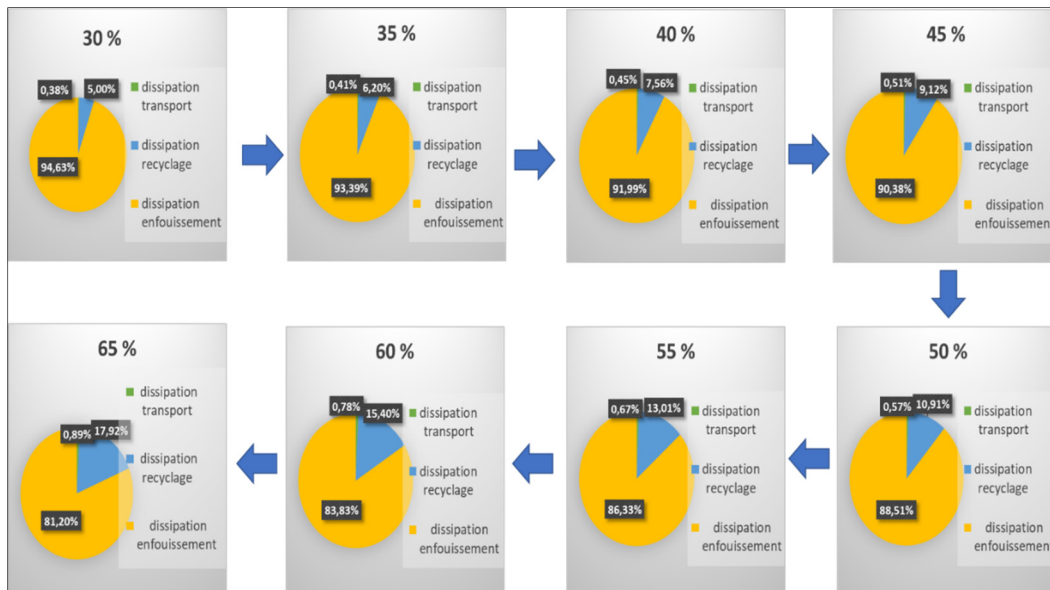 30 %
0,38%
5,00%
94,63%
dissipation
transport
dissipation
recyclage
dissipation
enfouissement
35 %
0,41%
6,20%
93,39%
dissipation
transport
dissipation
recyclage
dissipation
enfouissement
40 %
0,45%
7,56%
91,99%
dissipation
transport
dissipation
recyclage
dissipation
enfouissement
45 %
0,51%
9,12%
90,38%
dissipation
transport
dissipation
recyclage
dissipation
enfouissement
65 %
0,89%
17,92%
81,20%
dissipation
transport
dissipation
recyclage
dissipation
enfouissement
60 %
0,78%
15,40%
83,83%
dissipation
transport
dissipation
recyclage
dissipation
enfouissement
55 %
0,67%
13,01%
86,33%
dissipation
transport
dissipation
recyclage
dissipation
enfouissement
50 %
0,57%
10,91%
88,51%
dissipation
transport
dissipation
recyclage
dissipation
enfouissement